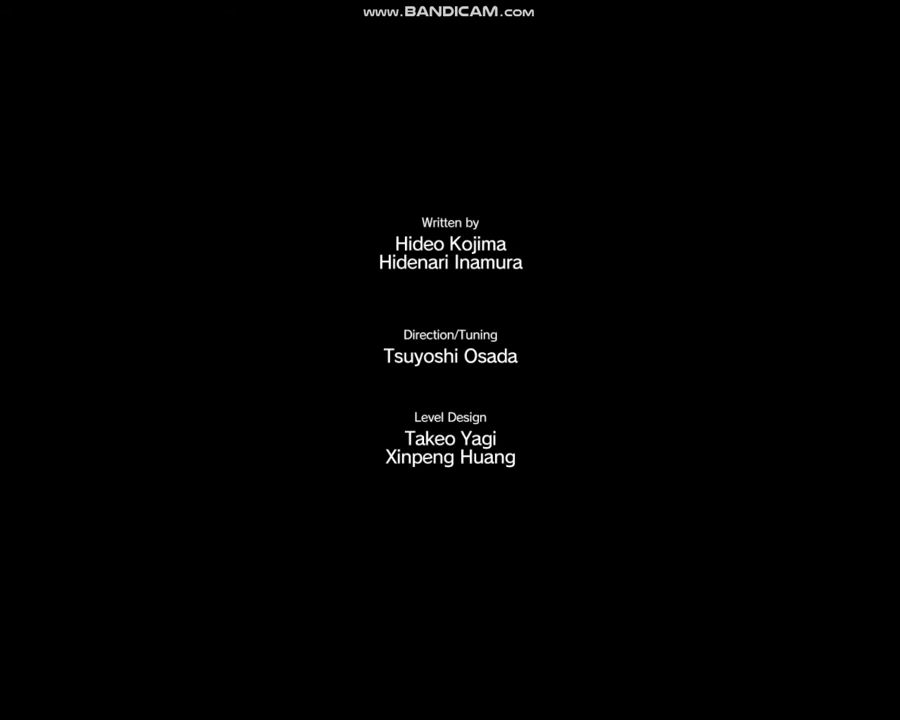 www.BANDICAM.com
Written by
Hideo Kojima
Hidenari Inamura
Direction/Tuning
Tsuyoshi Osada
Level Design
Takeo Yagi
Xinpeng Huang